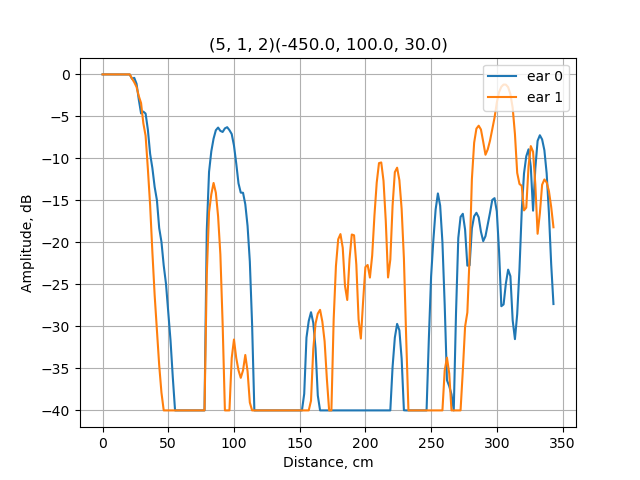 (5, 1, 2)(-450.0, 100.0, 30.0)
ear 0
ear 1
Amplitude, dB
0
−5
−10
−15
−20
−25
−30
−35
−40
0 50 100 150 200 250 300 350
Distance, cm